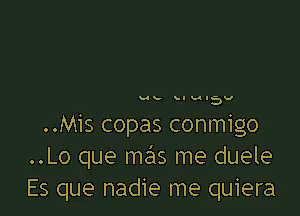 ..Mis copas conmigo
..Lo que más me duele
Es que nadie me quiera